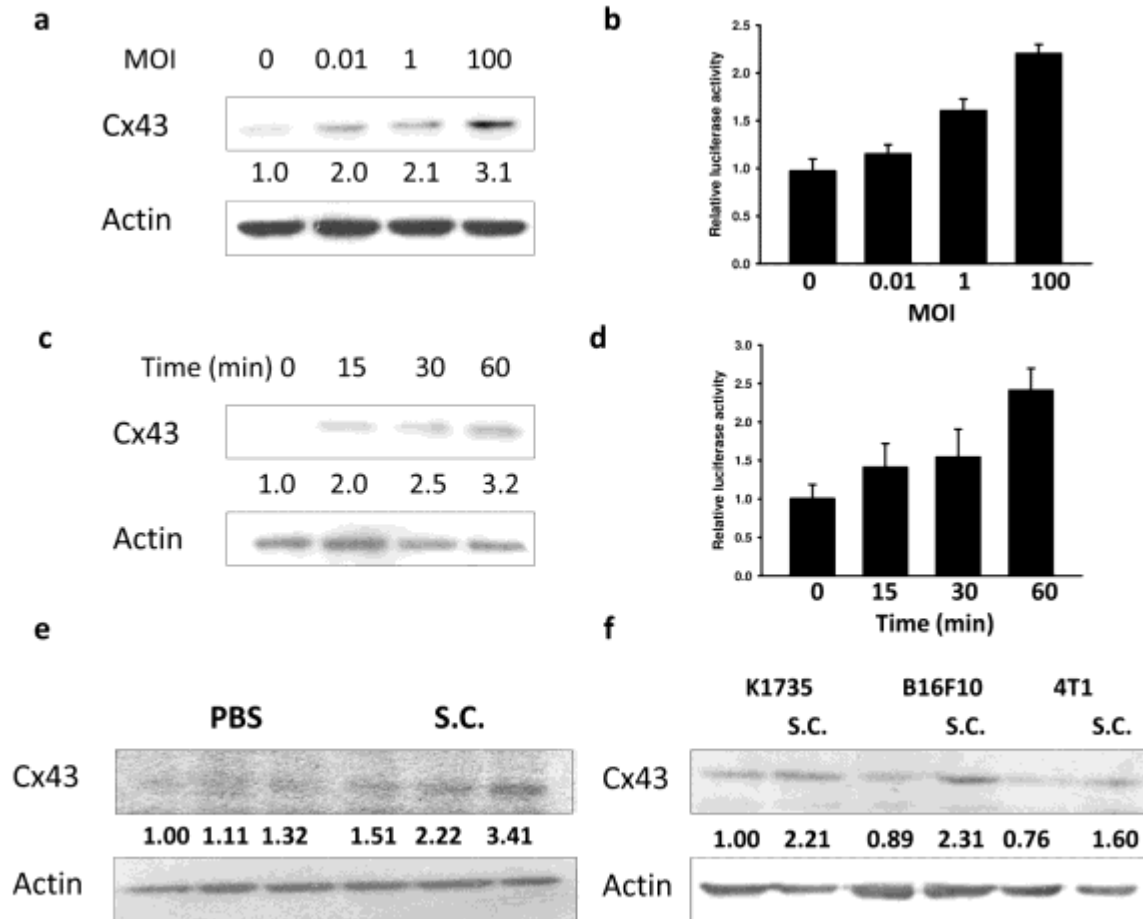 a
MOI 0 0.01 1 100
Cx43
1.0 2.0 2.1 3.1
Actin
b
Relative luciferase activity
2.5
2.0
1.5
1.0
0.5
0.0
0 0.01 1 100
MOI
c
Time (min) 0 15 30 60
Cx43
1.0 2.0 2.5 3.2
Actin
d
Relative luciferase activity
3.0
2.5
2.0
1.5
1.0
0.5
0.0
0 15 30 60
Time (min)
e
PBS S.C.
Cx43
1.00 1.11 1.32 1.51 2.22 3.41
Actin
f
K1735 B16F10 4T1
S.C. S.C. S.C.
Cx43
1.00 2.21 0.89 2.31 0.76 1.60
Actin